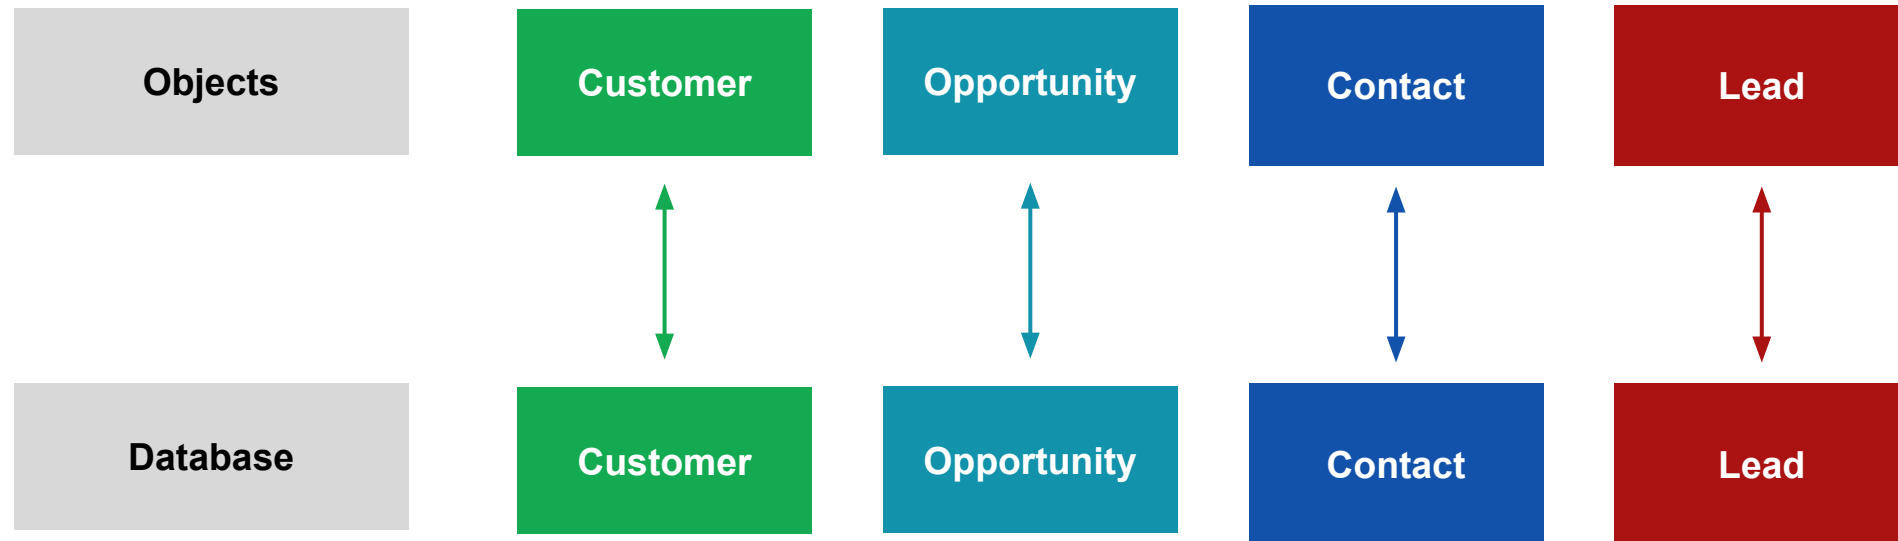 Objects
Customer
Opportunity
Contact
Lead
Database
Customer
Opportunity
Contact
Lead